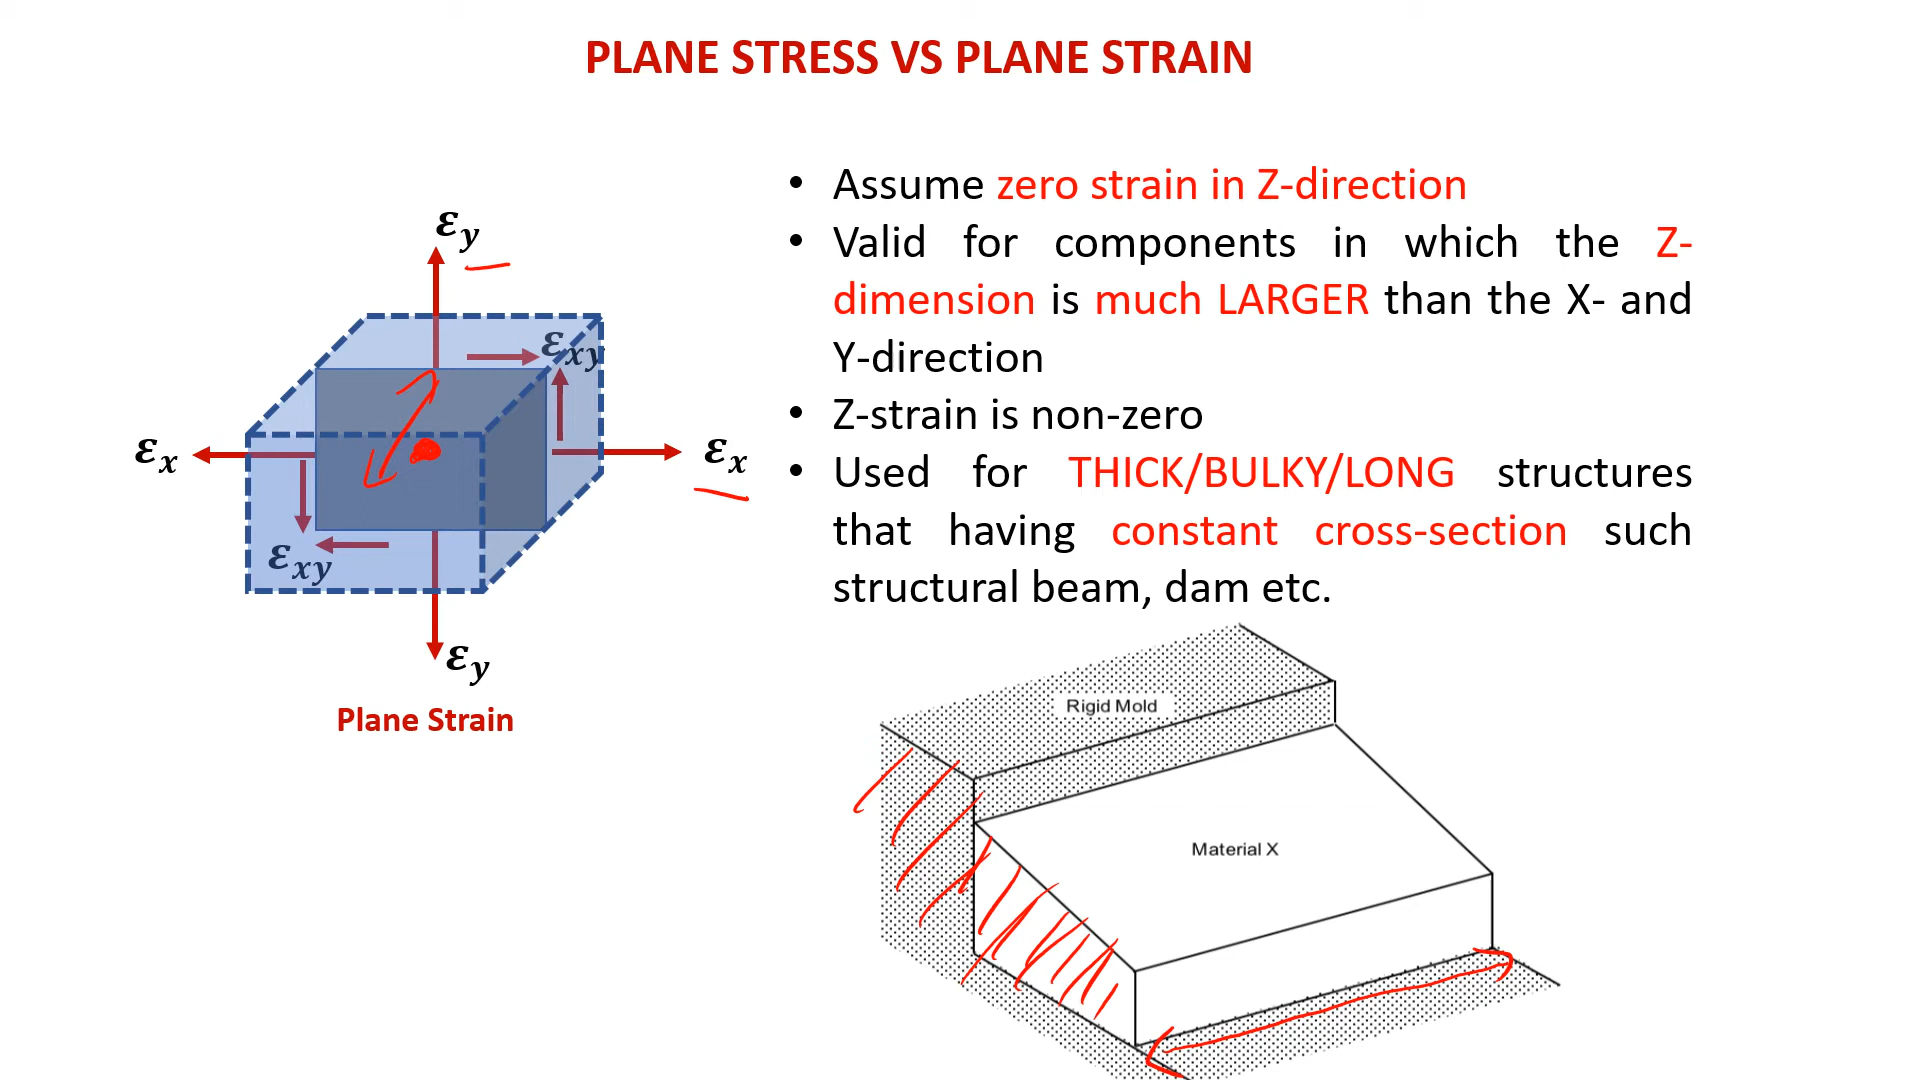 PLANE STRESS VS PLANE STRAIN
• Assume zero strain in Z-direction
• Valid for components in which the Z-
dimension is much LARGER than the X- and
Y-direction
• Z-strain is non-zero
• Used for THICK/BULKY/LONG structures
that having constant cross-section such
structural beam, dam etc.
εy
εxy
εx
εx
εxy
εy
Plane Strain
Rigid Mold
Material X